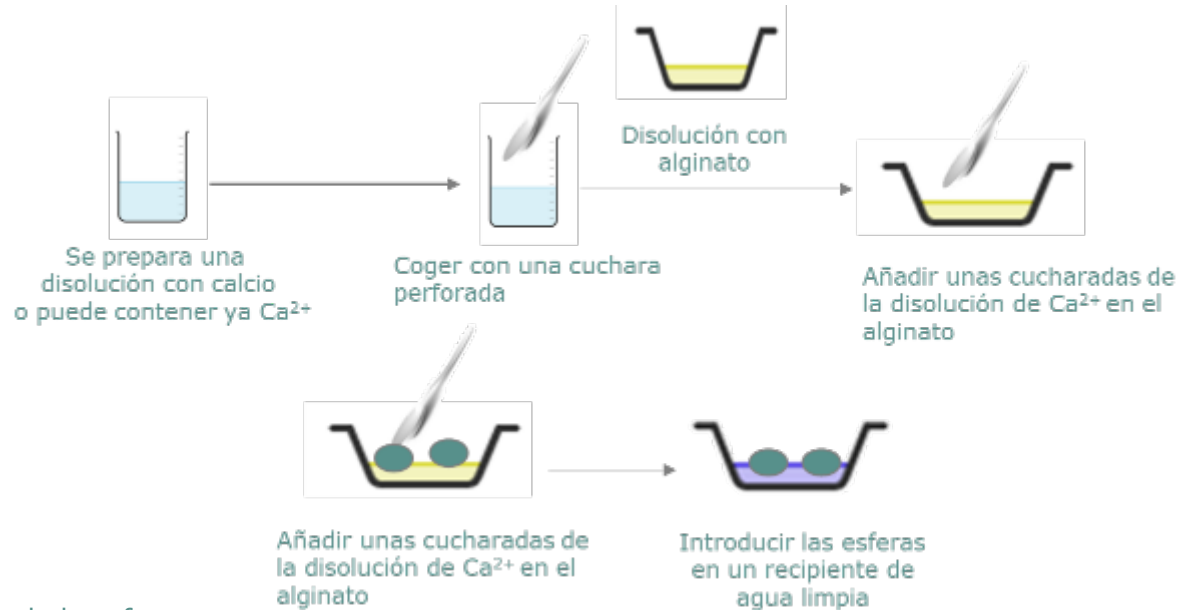 Disolución con
alginato
Se prepara una
disolución con calcio
o puede contener ya Ca²⁺
Coger con una cuchara
perforada
Añadir unas cucharadas de
la disolución de Ca²⁺ en el
alginato
Añadir unas cucharadas de
la disolución de Ca²⁺ en el
alginato
Introducir las esferas
en un recipiente de
agua limpia